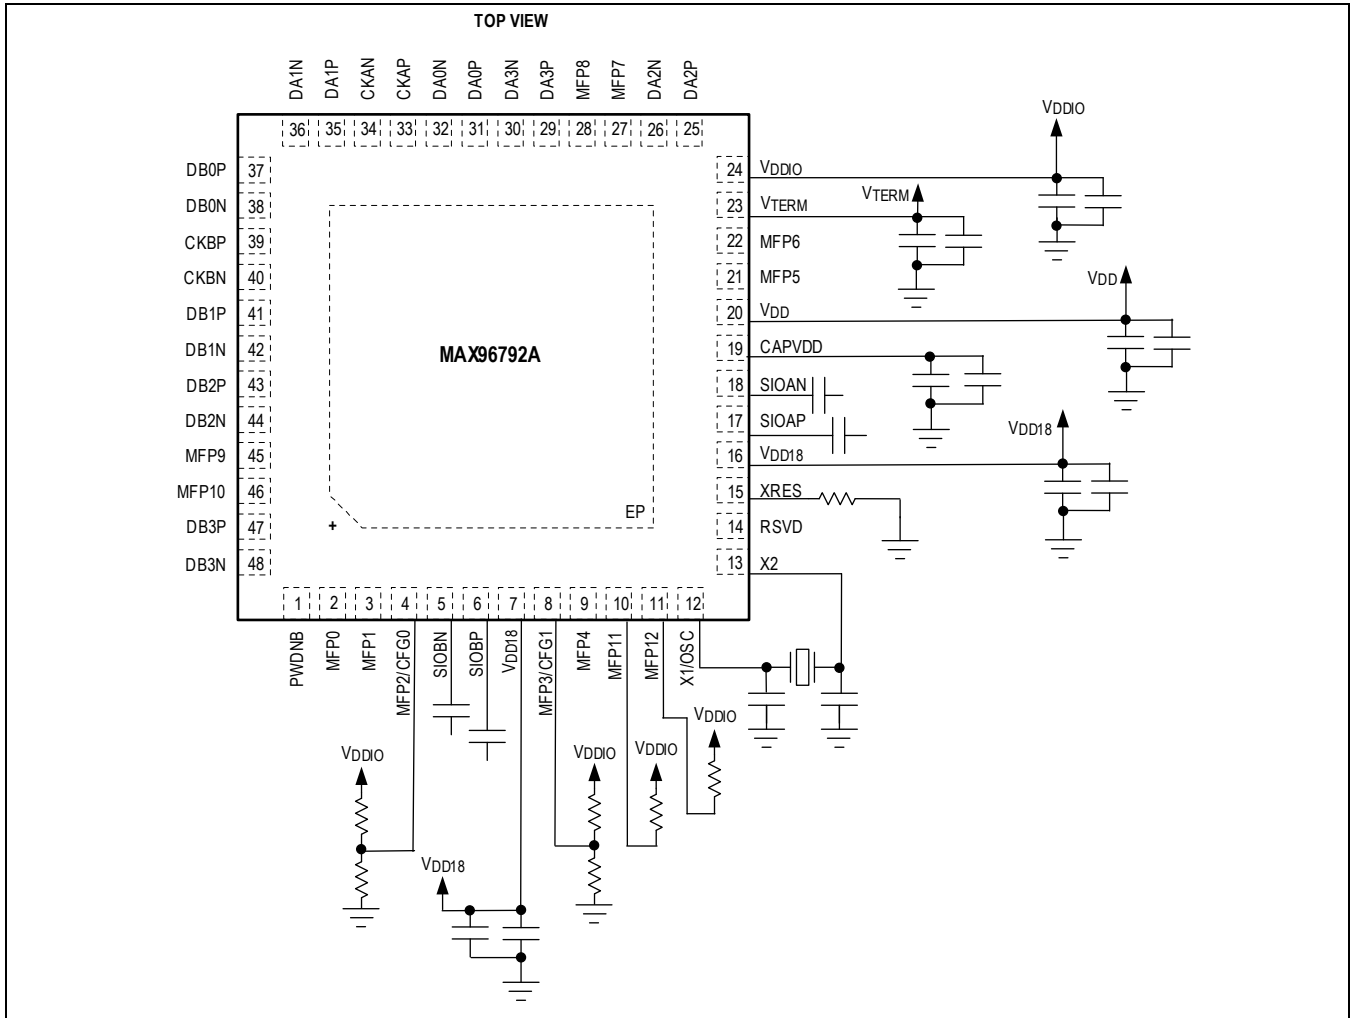 TOP VIEW
DA1N DA1P CKAN CKAP DA0N DA0P DA3N DA3P MFP8 MFP7 DA2N DA2P
36 35 34 33 32 31 30 29 28 27 26 25
VDDIO
DB0P 37
24 VDDIO
DB0N 38
23 VTERM
VTERM
CKBP 39
22 MFP6
CKBN 40
21 MFP5
VDD
DB1P 41
20 VDD
DB1N 42
19 CAPVDD
MAX96792A
DB2P 43
18 SIOAN
DB2N 44
17 SIOAP
VDD18
MFP9 45
16 VDD18
MFP10 46
15 XRES
EP
DB3P 47
+
14 RSVD
DB3N 48
13 X2
1 2 3 4 5 6 7 8 9 10 11 12
PWDNB MFP0 MFP1 MFP2/CFG0 SIOBN SIOBP VDD18 MFP3/CFG1 MFP4 MFP11 MFP12 X1/OSC
VDDIO
VDDIO
VDDIO
VDDIO
VDD18